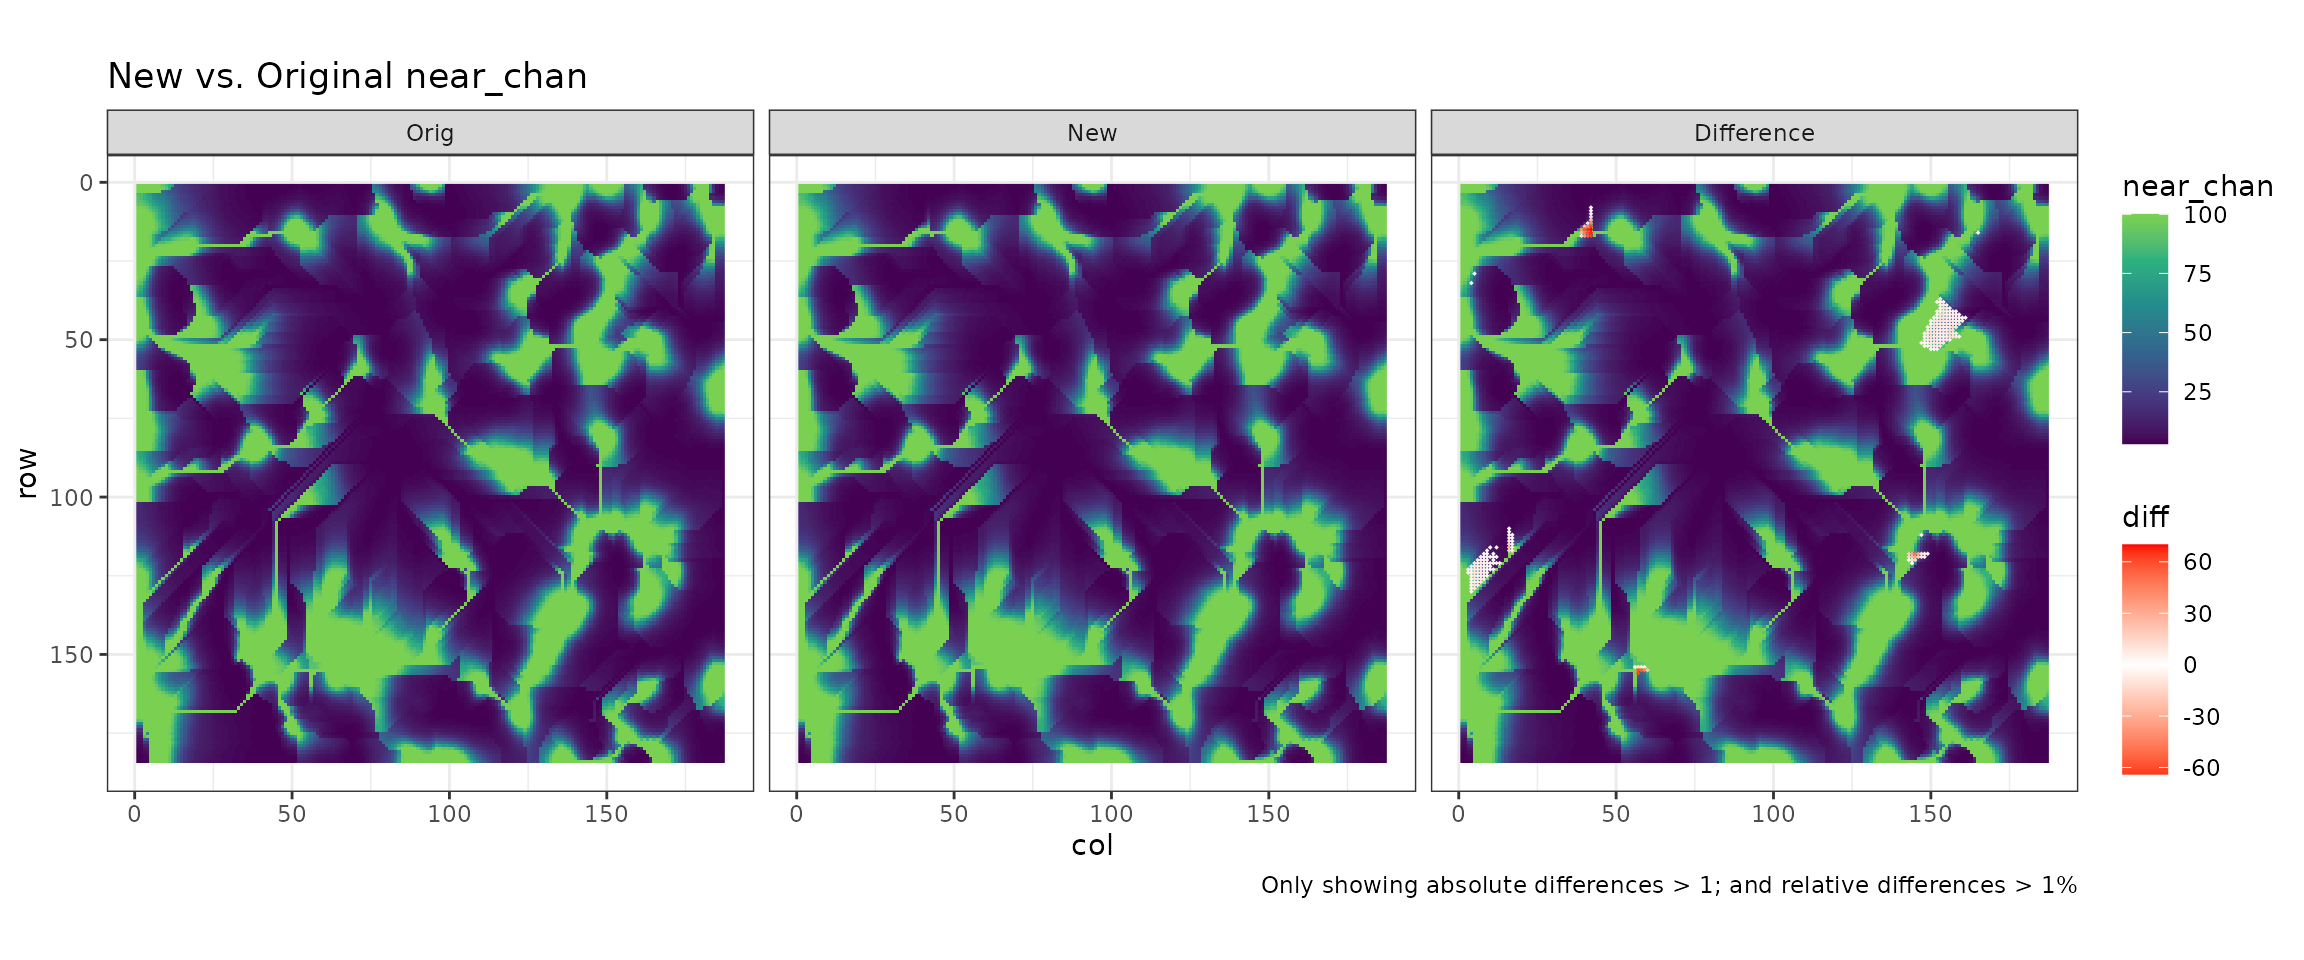 New vs. Original near_chan
Orig
New
Difference
0
50
100
150
row
0
50
100
150
0
50
100
150
0
50
100
150
col
near_chan
100
75
50
25
diff
60
30
0
-30
-60
Only showing absolute differences > 1; and relative differences > 1%